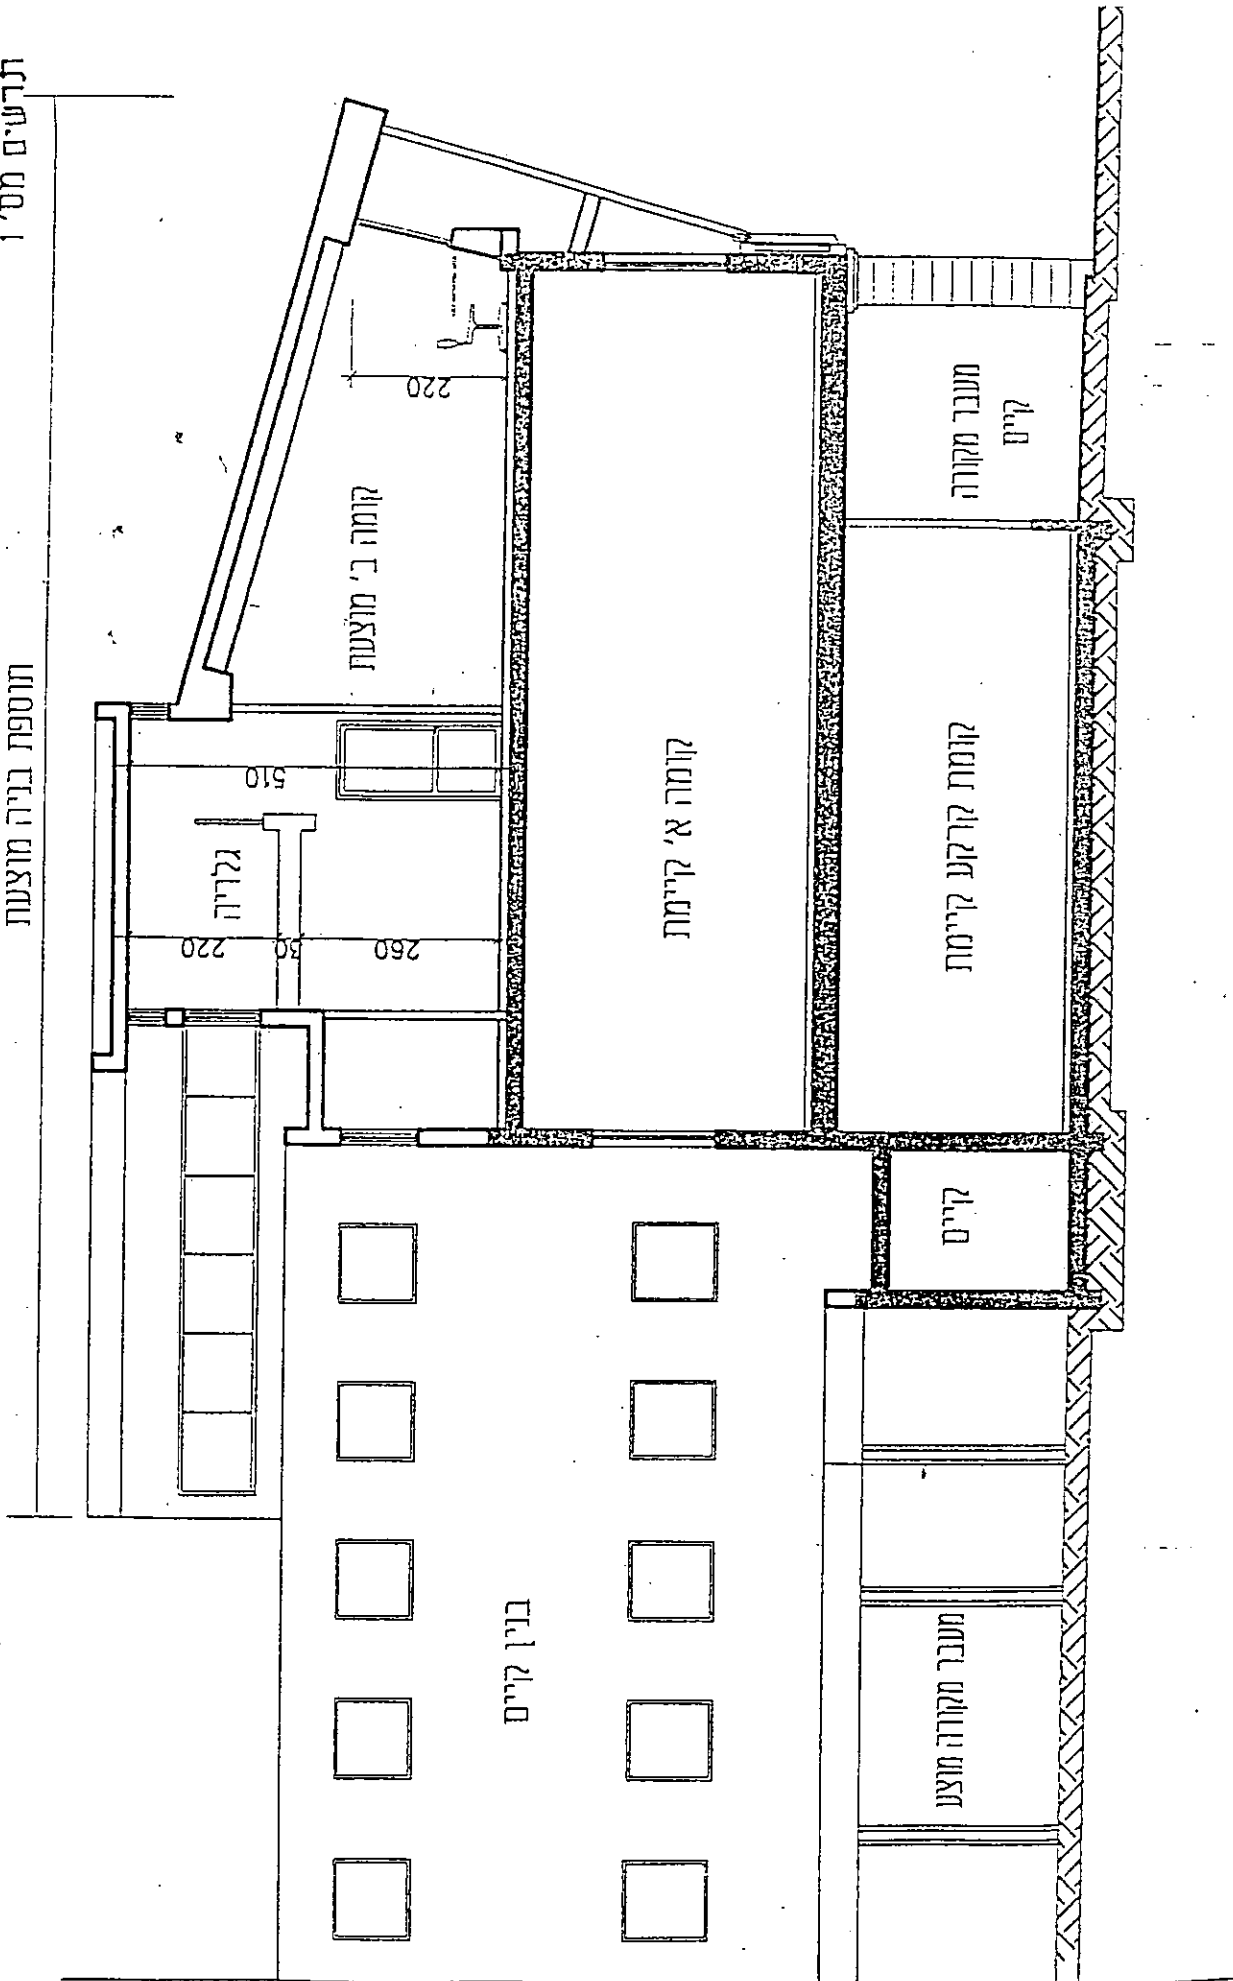 תרשים מס' 1
תוספת בניה מוצעת
גלריה
220
30
260
510
קומה ב' מוצעת
220
קומה א' קיימת
קומת קרקע קיימת
מעבר מקורה
קיים
קיים
בנין קיים
מעבר מקורה מוצע